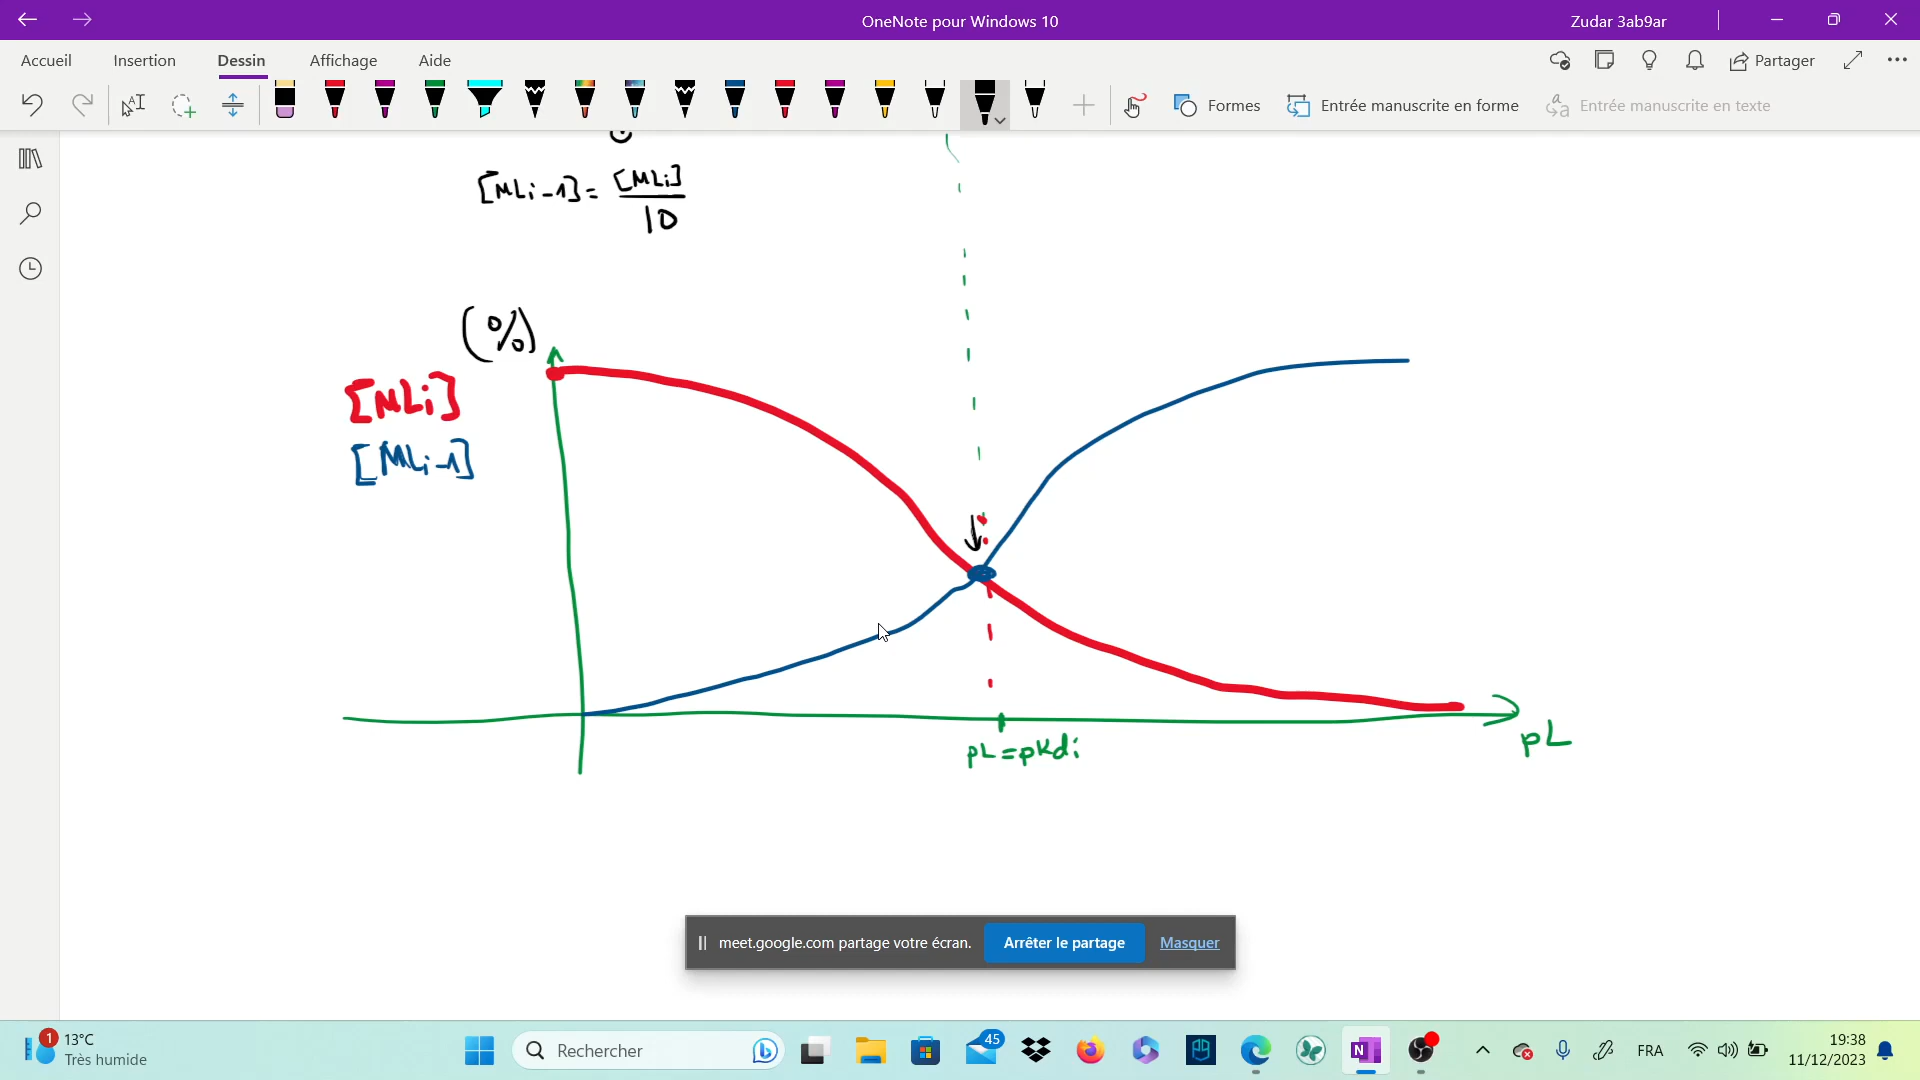 OneNote pour Windows 10
Zudar 3ab9ar
Accueil Insertion Dessin Affichage Aide
Partager
Formes Entrée manuscrite en forme Entrée manuscrite en texte
[MLi-1] = [MLi] / 10
(%)
[MLi]
[MLi-1]
pL = pKdi
pL
meet.google.com partage votre écran. Arrêter le partage Masquer
1 13°C
Très humide
Rechercher
45
FRA
19:38
11/12/2023